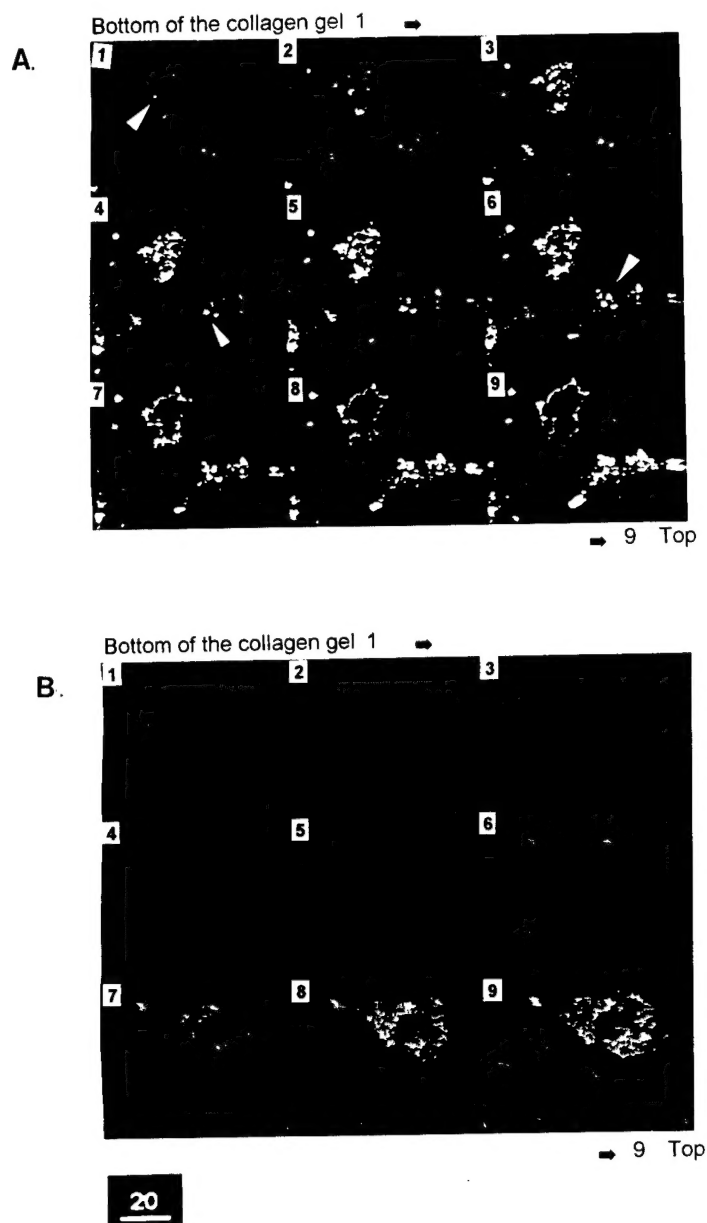 Bottom of the collagen gel 1 ➡
A.
1 2 3
4 5 6
7 8 9
➡ 9 Top
Bottom of the collagen gel 1 ➡
B.
1 2 3
4 5 6
7 8 9
➡ 9 Top
20